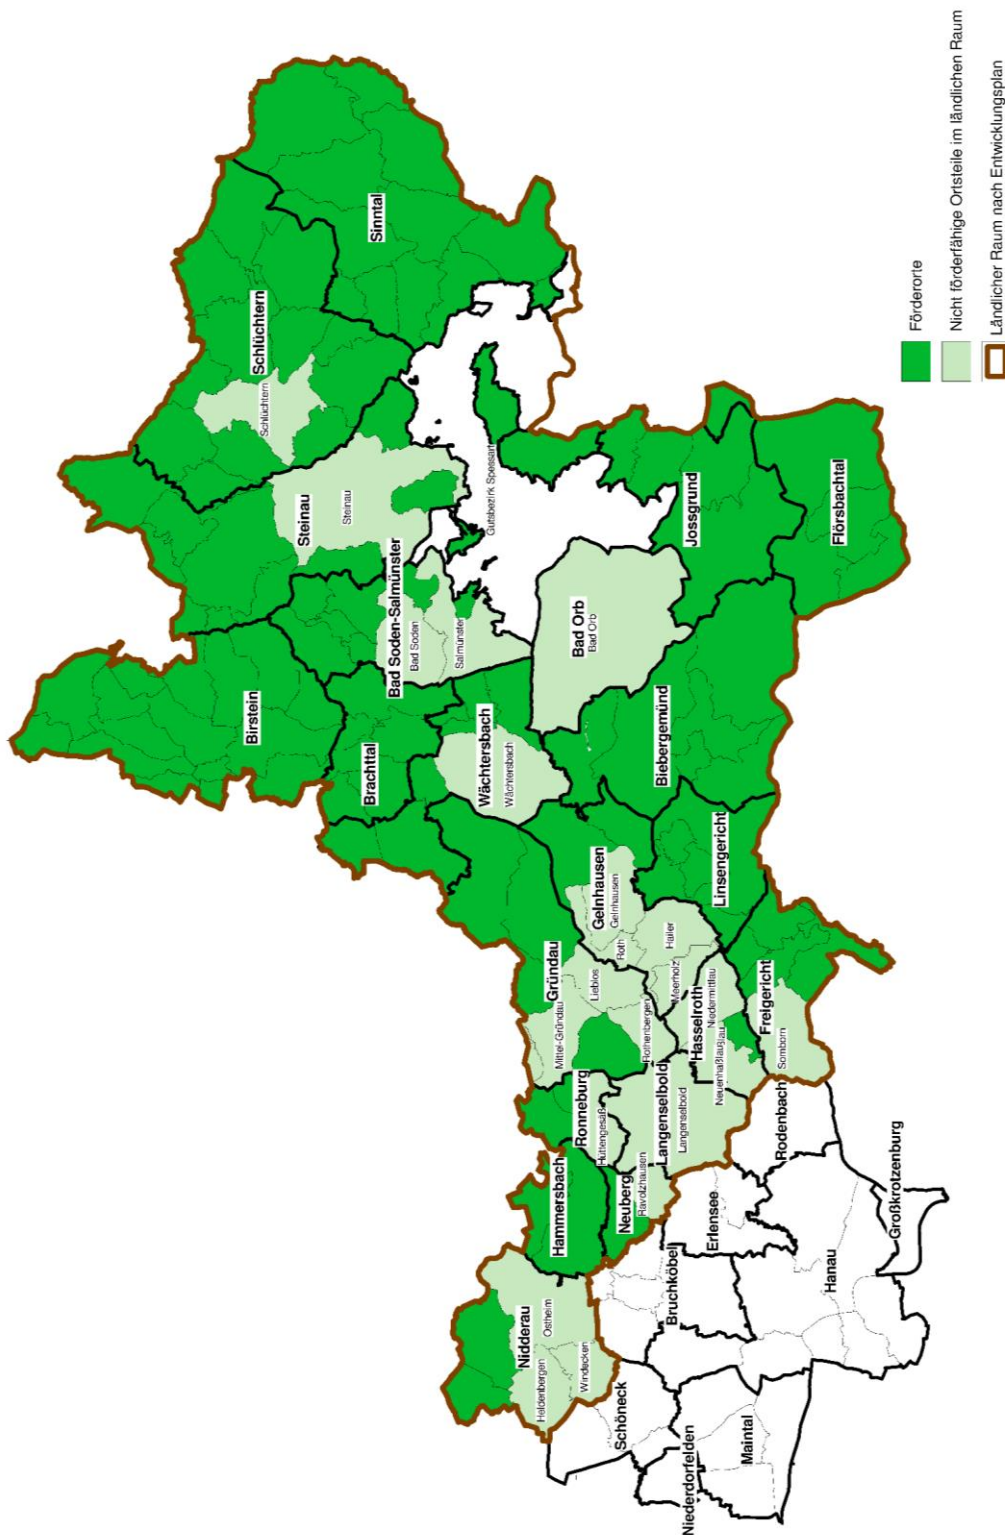 Sinntal
Schlüchtern
Schlüchtern
Steinau
Steinau
Gutsbezirk Spessart
Bad Soden-Salmünster
Bad Soden
Salmünster
Jossgrund
Flörsbachtal
Bad Orb
Bad Orb
Birstein
Brachttal
Wächtersbach
Wächtersbach
Biebergemünd
Linsengericht
Gelnhausen
Gelnhausen
Roth
Hailer
Meerholz
Gründau
Lieblos
Mittel-Gründau
Rothenbergen
Hasselroth
Niedermittlau
Neuenhaßlau
Freigericht
Somborn
Ronneburg
Hüttengesäß
Langenselbold
Langenselbold
Hammersbach
Neuberg
Ravolzhausen
Rodenbach
Erlensee
Großkrotzenburg
Hanau
Bruchköbel
Nidderau
Ostheim
Heldenbergen
Windecken
Schöneck
Niederdorfelden
Maintal
Förderorte
Nicht förderfähige Ortsteile im ländlichen Raum
Ländlicher Raum nach Entwicklungsplan